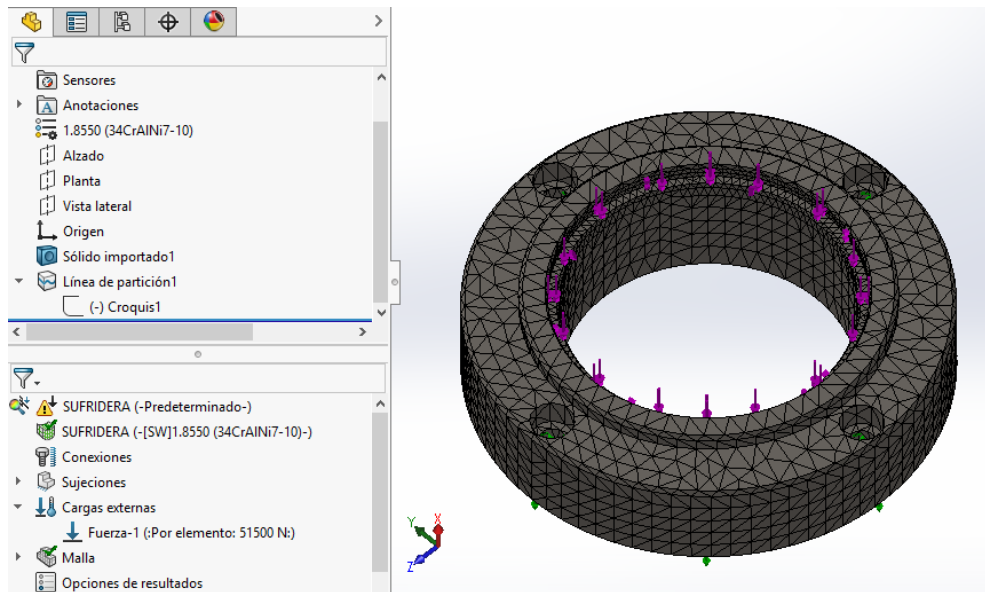 Sensores
Anotaciones
1.8550 (34CrAlNi7-10)
Alzado
Planta
Vista lateral
Origen
Sólido importado1
Línea de partición1
(-) Croquis1
SUFRIDERA (-Predeterminado-)
SUFRIDERA (-[SW]1.8550 (34CrAlNi7-10)-)
Conexiones
Sujeciones
Cargas externas
Fuerza-1 (:Por elemento: 51500 N:)
Malla
Opciones de resultados
Y
X
Z